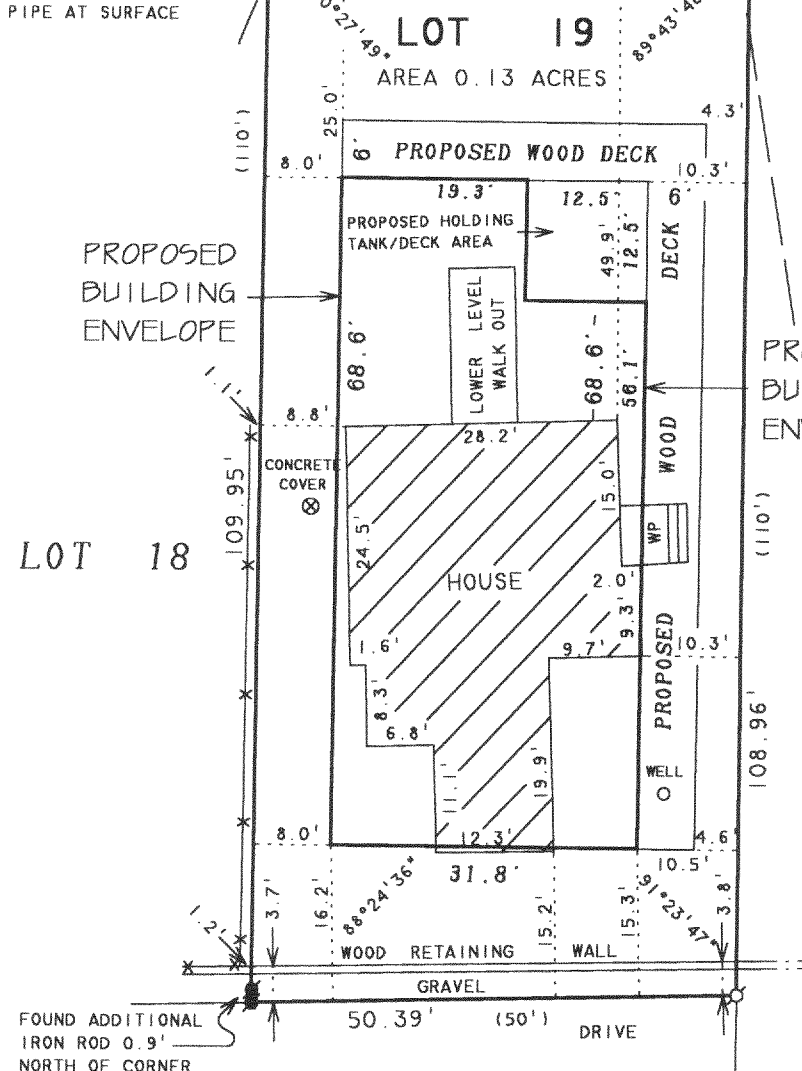 PIPE AT SURFACE
0°27'49"
LOT 19
89°43'4
AREA 0.13 ACRES
(110')
25.0'
4.3'
6' PROPOSED WOOD DECK
8.0'
10.3'
19.3'
12.5'
6'
PROPOSED HOLDING
TANK/DECK AREA
49.9'
12.5'
DECK
PROPOSED
BUILDING
ENVELOPE
LOWER LEVEL
WALK OUT
68.6'
68.6'-
56.1'
PR
BU
EN
1.1'
8.8'
28.2'
WOOD
CONCRETE
COVER
109.95'
15.0'
24.5'
WP
(110')
LOT 18
HOUSE
2.0'
9.3'
1.6'
9.7'
10.3'
PROPOSED
8.3'
6.8'
108.96'
11.1'
19.9'
WELL
8.0'
12.3'
4.6'
31.8'
10.5'
3.7'
16.2'
88°24'36"
15.2'
15.3'
91°23'47"
3.8'
1.2'
WOOD RETAINING WALL
GRAVEL
FOUND ADDITIONAL
IRON ROD 0.9'
NORTH OF CORNER
50.39' (50')
DRIVE